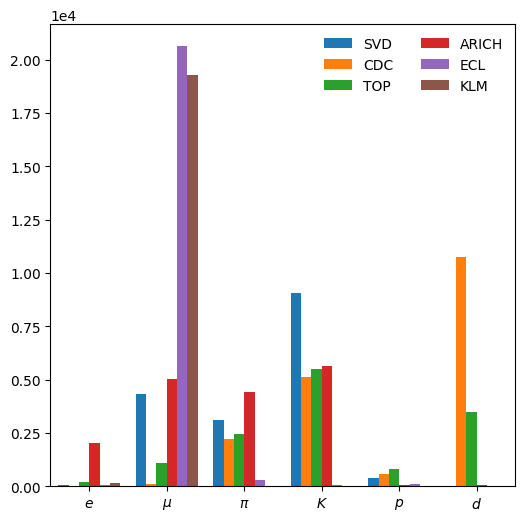 1e4
SVD
CDC
TOP
ARICH
ECL
KLM
2.00
1.75
1.50
1.25
1.00
0.75
0.50
0.25
0.00
e μ π K p d